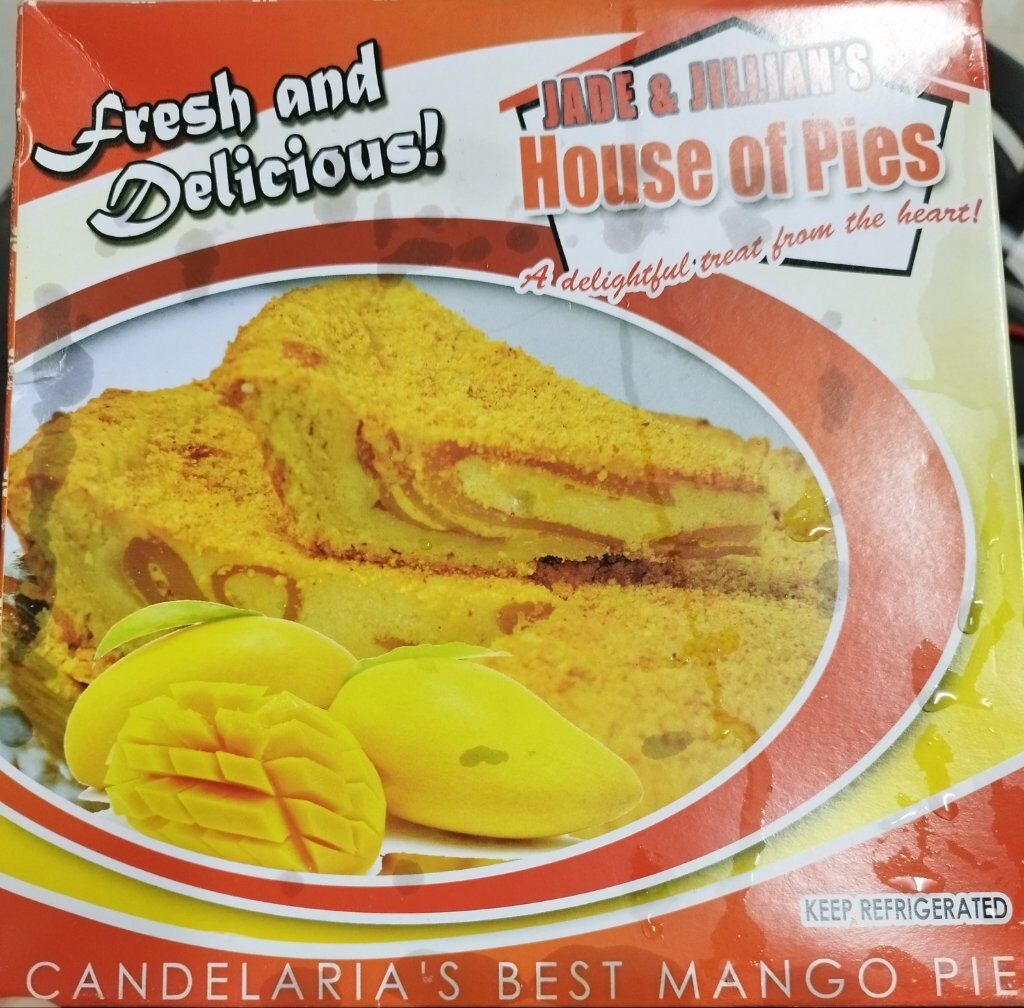 Fresh and
Delicious!
JADE & JILLIAN'S
House of Pies
A delightful treat from the heart!
KEEP REFRIGERATED
CANDELARIA'S BEST MANGO PIE